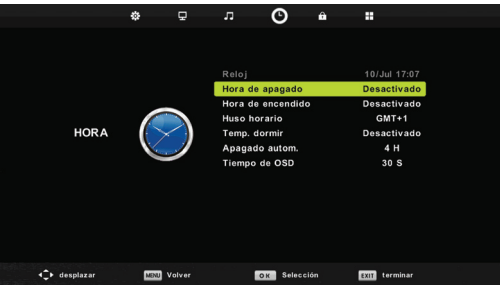 Reloj 10/Jul 17:07
Hora de apagado Desactivado
Hora de encendido Desactivado
HORA
Huso horario GMT+1
Temp. dormir Desactivado
Apagado autom. 4 H
Tiempo de OSD 30 S
desplazar MENU Volver OK Selección EXIT terminar